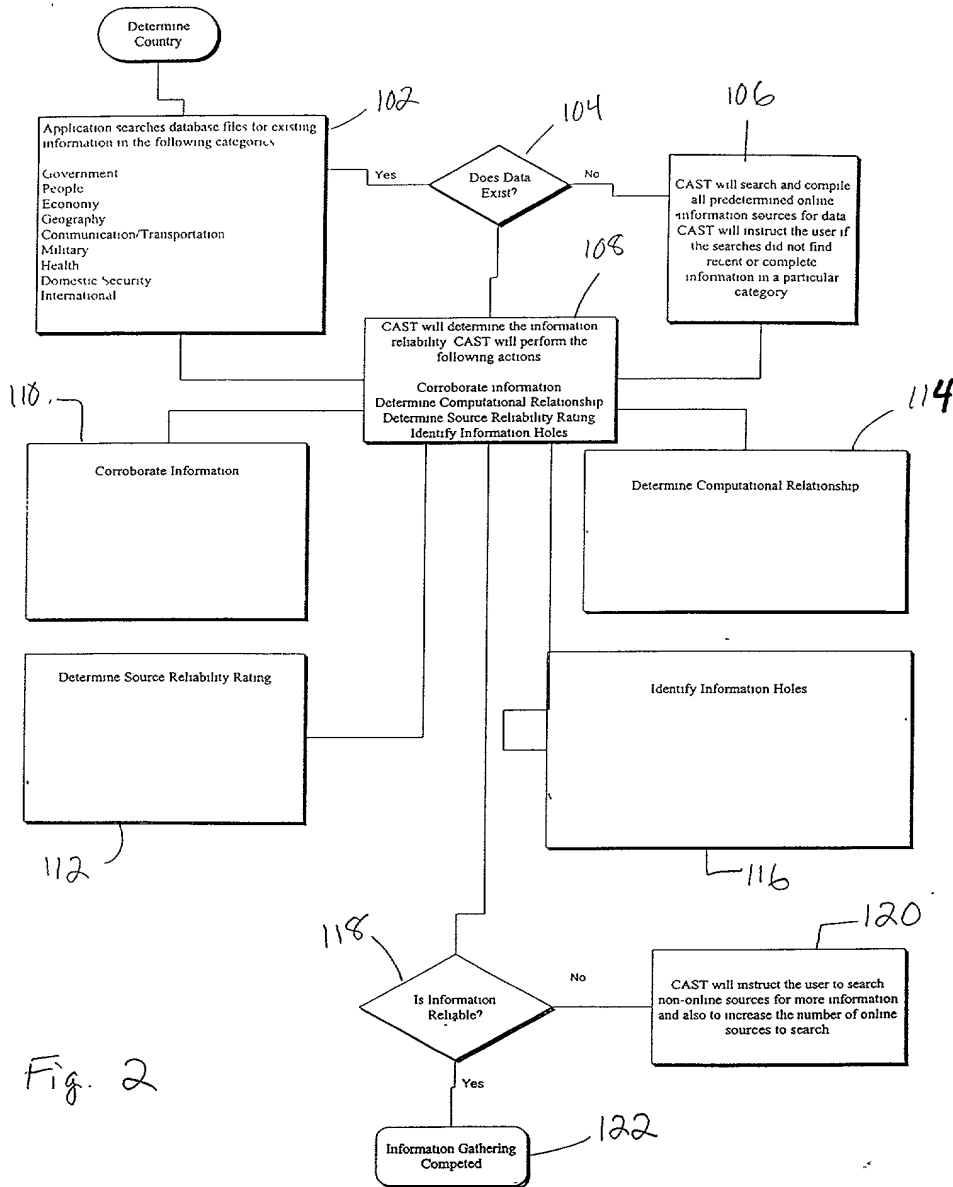 Determine
Country
102
Application searches database files for existing
information in the following categories
Government
People
Economy
Geography
Communication/Transportation
Military
Health
Domestic Security
International
Yes
104
Does Data
Exist?
No
106
CAST will search and compile
all predetermined online
information sources for data
CAST will instruct the user if
the searches did not find
recent or complete
information in a particular
category
108
CAST will determine the information
reliability CAST will perform the
following actions
Corroborate information
Determine Computational Relationship
Determine Source Reliability Rating
Identify Information Holes
110.
Corroborate Information
114
Determine Computational Relationship
Determine Source Reliability Rating
112
Identify Information Holes
116
118
Is Information
Reliable?
No
120
CAST will instruct the user to search
non-online sources for more information
and also to increase the number of online
sources to search
Yes
Fig. 2
Information Gathering
Competed
122